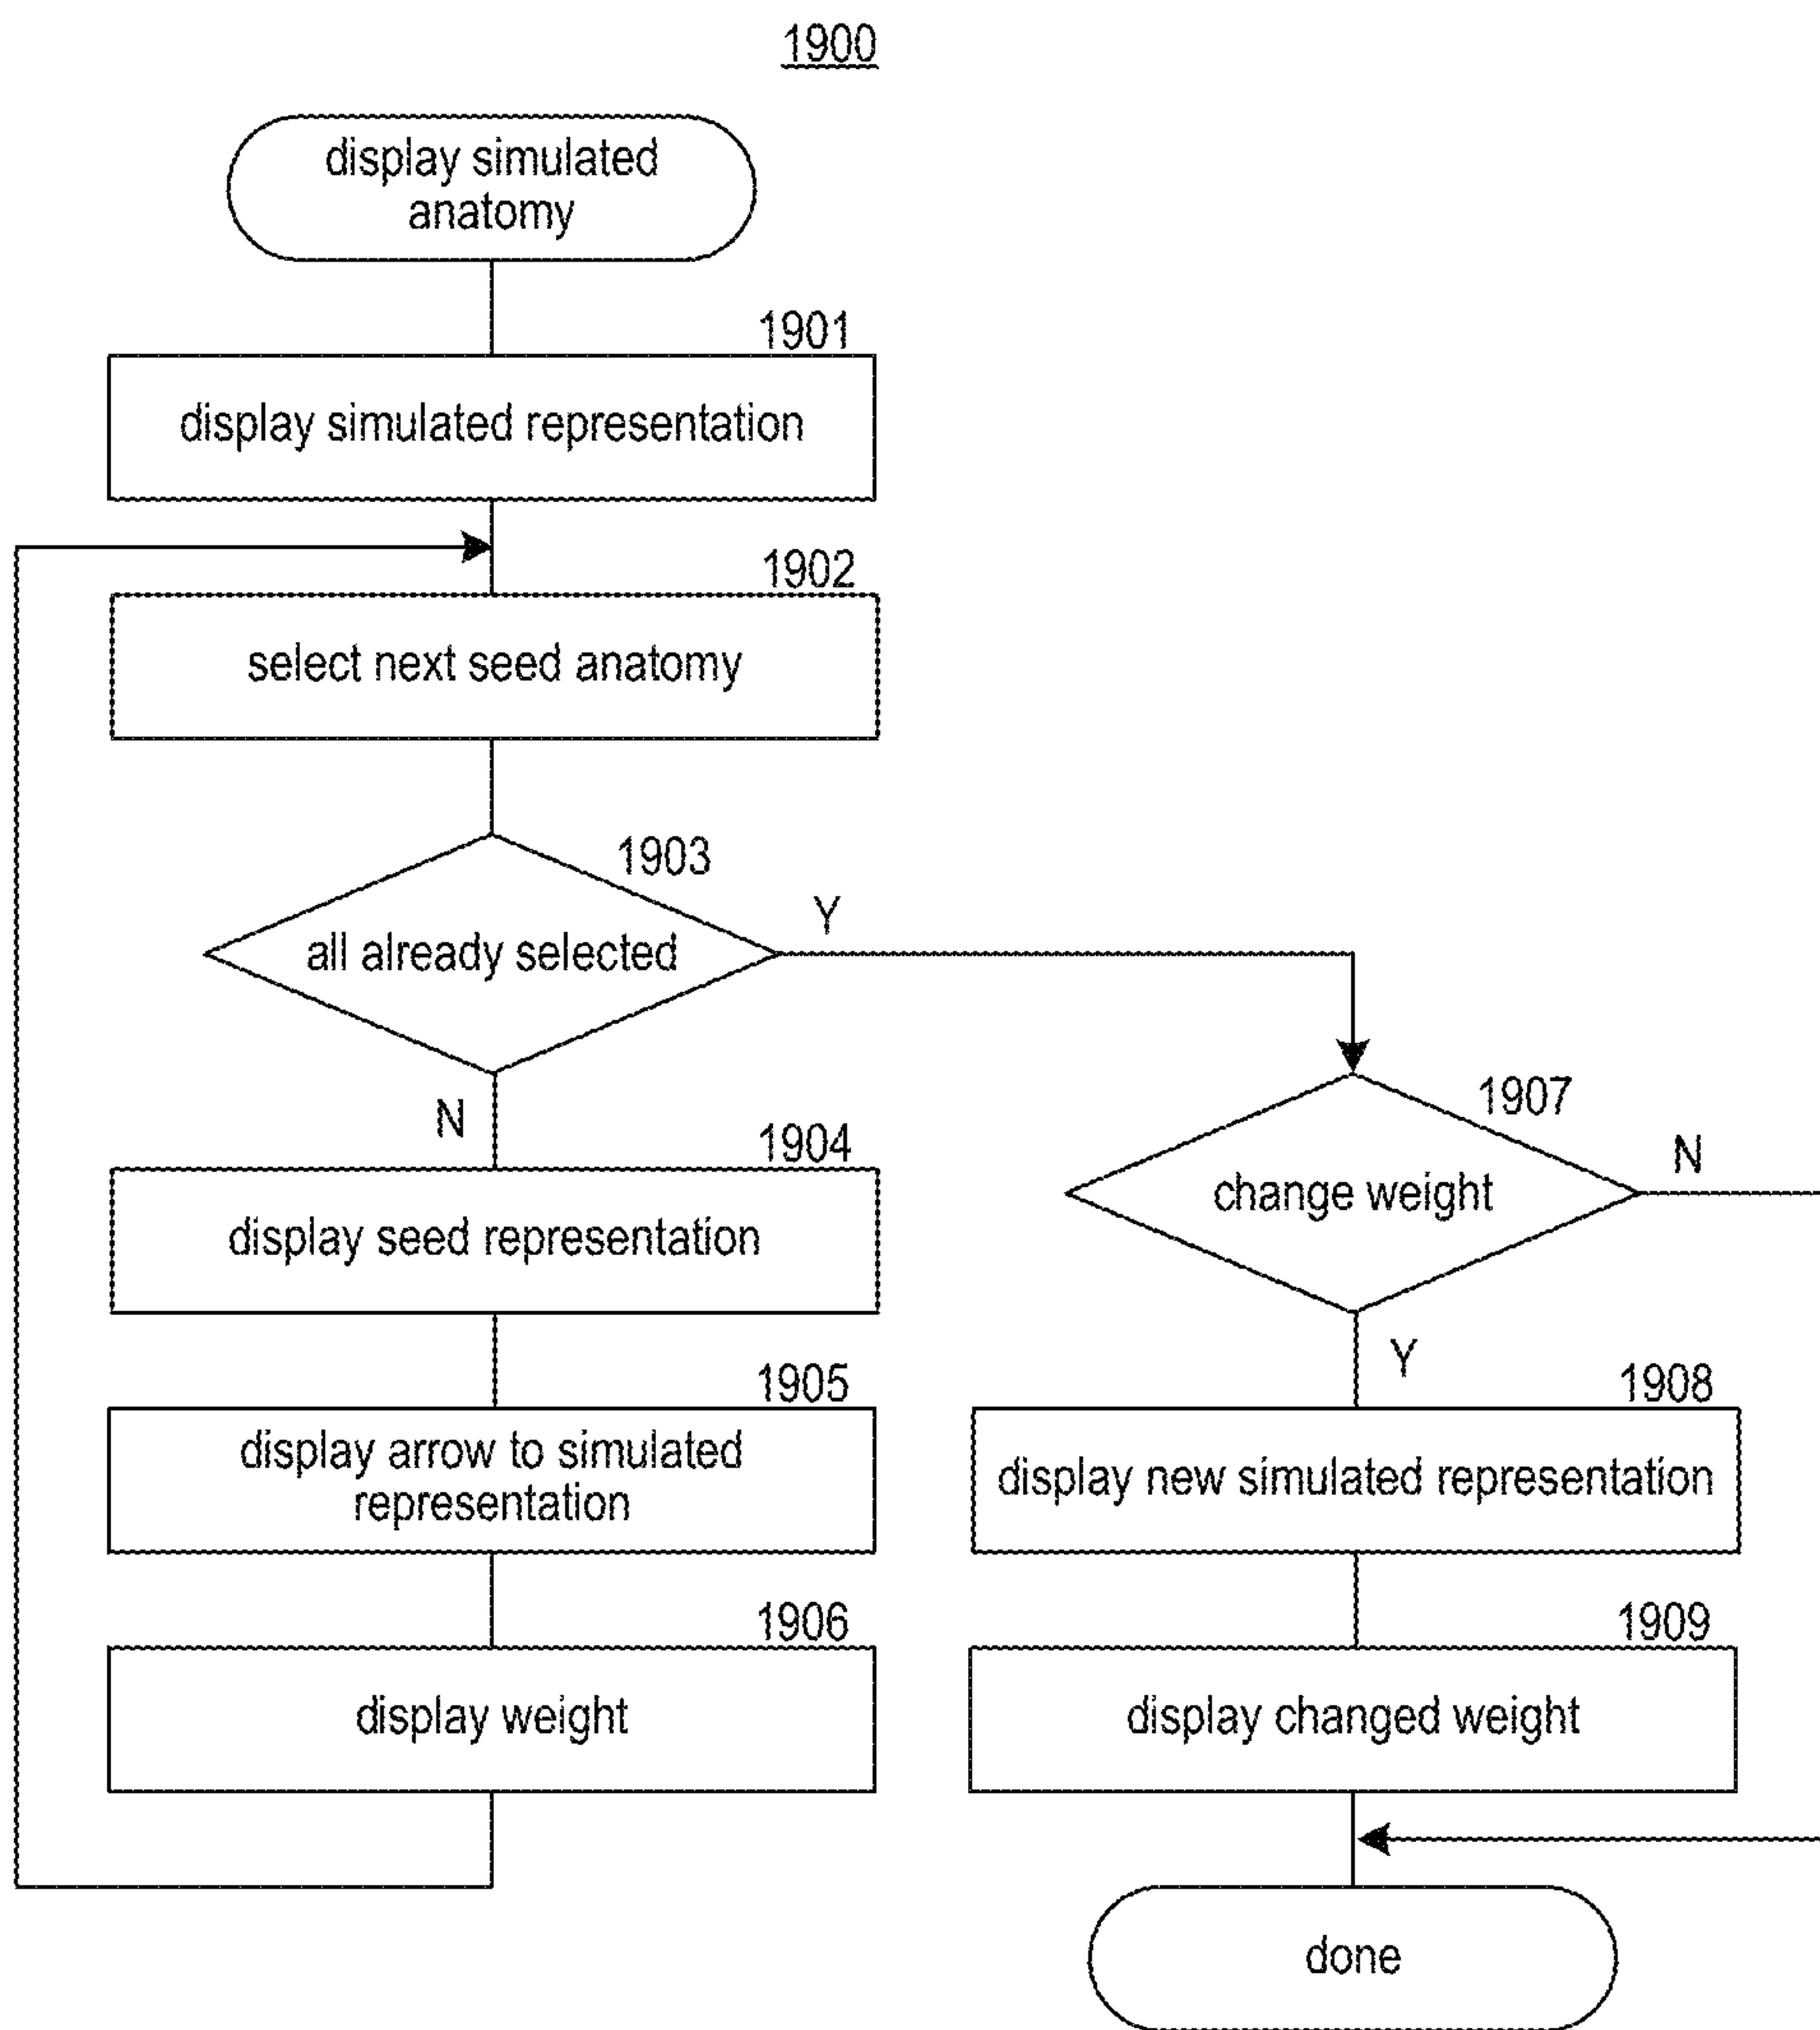 1900
display simulated
anatomy
1901
display simulated representation
1902
select next seed anatomy
1903
all already selected
Y
N
1904
display seed representation
1905
display arrow to simulated
representation
1906
display weight
1907
change weight
N
Y
1908
display new simulated representation
1909
display changed weight
done